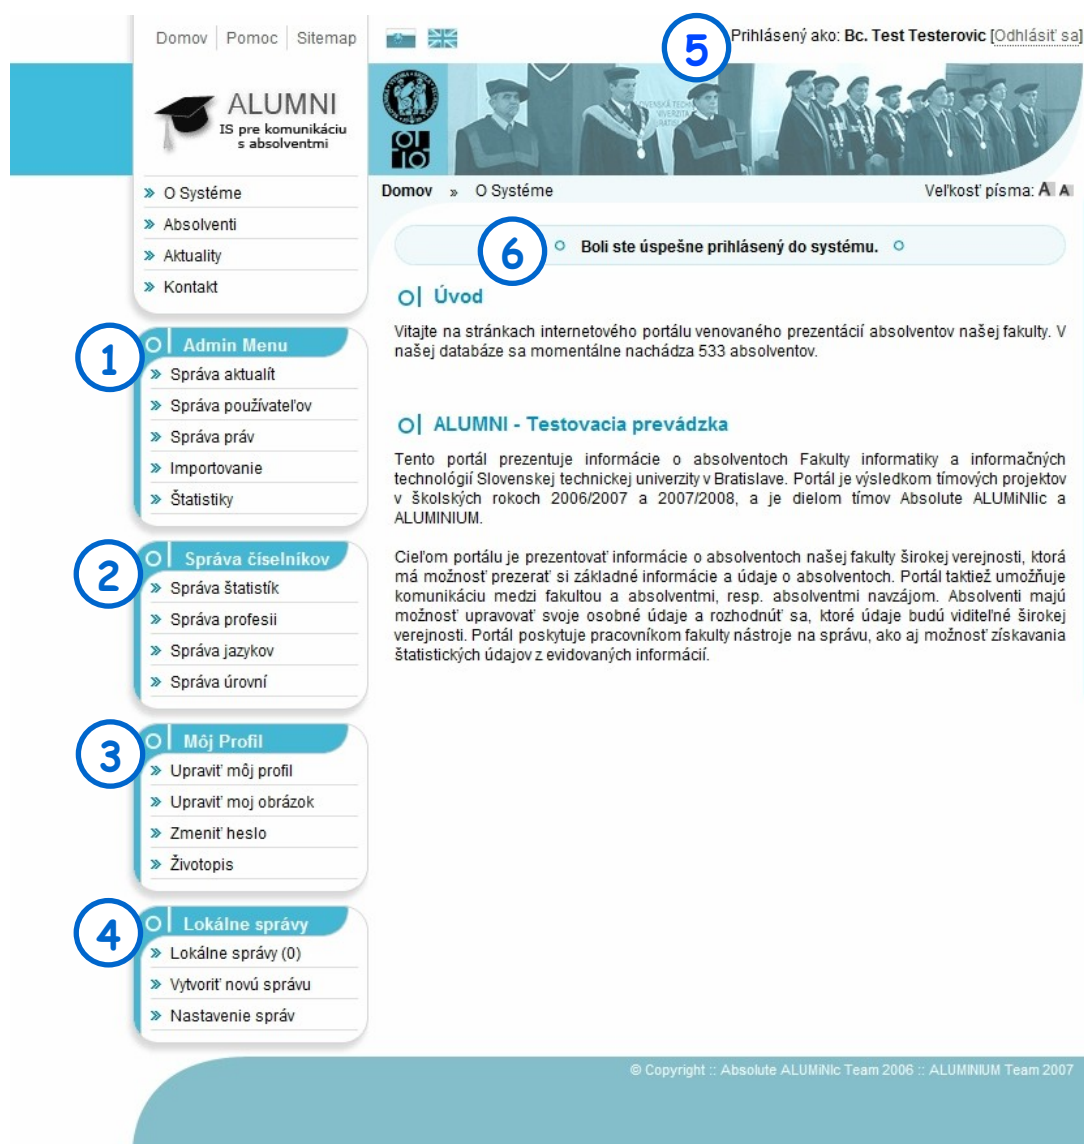 Domov Pomoc Sitemap
5
Prihlásený ako: Bc. Test Testerovic [Odhlásiť sa]
ALUMNI
IS pre komunikáciu
s absolventmi
SLOVENSKÁ TECHNICKÁ
UNIVERZITA
BRATISLAVE
» O Systéme
» Absolventi
» Aktuality
» Kontakt
Domov » O Systéme
Veľkosť písma: A A
6
Boli ste úspešne prihlásený do systému.
Úvod
Vitajte na stránkach internetového portálu venovaného prezentácií absolventov našej fakulty. V
našej databáze sa momentálne nachádza 533 absolventov.
ALUMNI - Testovacia prevádzka
Tento portál prezentuje informácie o absolventoch Fakulty informatiky a informačných
technológií Slovenskej technickej univerzity v Bratislave. Portál je výsledkom tímových projektov
v školských rokoch 2006/2007 a 2007/2008, a je dielom tímov Absolute ALUMiNIic a
ALUMINIUM.
Cieľom portálu je prezentovať informácie o absolventoch našej fakulty širokej verejnosti, ktorá
má možnosť prezerať si základné informácie a údaje o absolventoch. Portál taktiež umožňuje
komunikáciu medzi fakultou a absolventmi, resp. absolventmi navzájom. Absolventi majú
možnosť upravovať svoje osobné údaje a rozhodnúť sa, ktoré údaje budú viditeľné širokej
verejnosti. Portál poskytuje pracovníkom fakulty nástroje na správu, ako aj možnosť získavania
štatistických údajov z evidovaných informácií.
1
Admin Menu
» Správa aktualít
» Správa používateľov
» Správa práv
» Importovanie
» Štatistiky
2
Správa číselníkov
» Správa štatistík
» Správa profesii
» Správa jazykov
» Správa úrovní
3
Môj Profil
» Upraviť môj profil
» Upraviť moj obrázok
» Zmeniť heslo
» Životopis
4
Lokálne správy
» Lokálne správy (0)
» Vytvoriť novú správu
» Nastavenie správ
© Copyright :: Absolute ALUMiNIc Team 2006 :: ALUMINIUM Team 2007